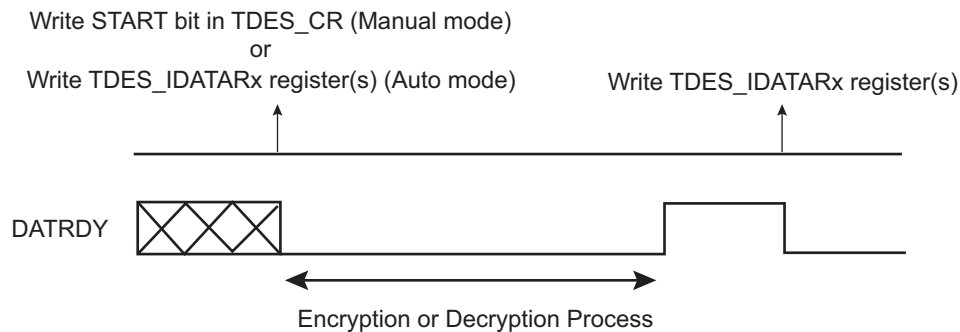 Write START bit in TDES_CR (Manual mode)
or
Write TDES_IDATARx register(s) (Auto mode)
Write TDES_IDATARx register(s)
DATRDY
Encryption or Decryption Process